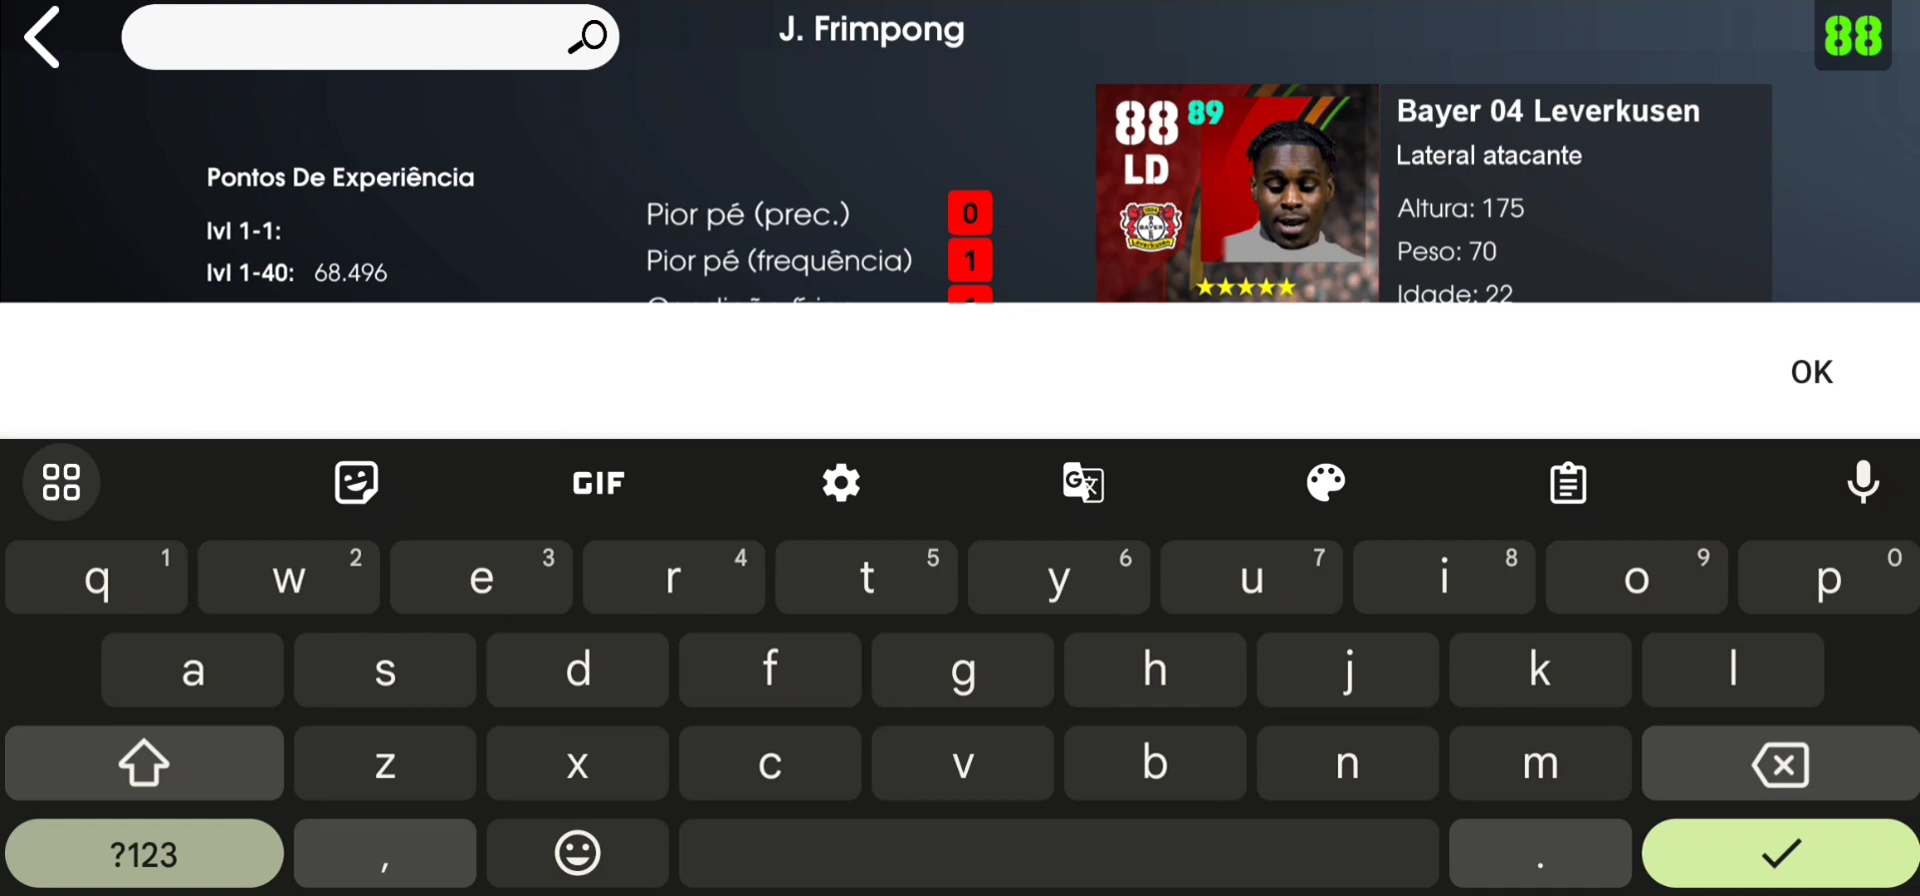 J. Frimpong
88
Pontos De Experiência
lvl 1-1:
lvl 1-40: 68.496
Pior pé (prec.) 0
Pior pé (frequência) 1
88 89
LD
Bayer 04 Leverkusen
Lateral atacante
Altura: 175
Peso: 70
Idade: 22
OK
GIF
q 1 w 2 e 3 r 4 t 5 y 6 u 7 i 8 o 9 p 0
a s d f g h j k l
z x c v b n m
?123 , .